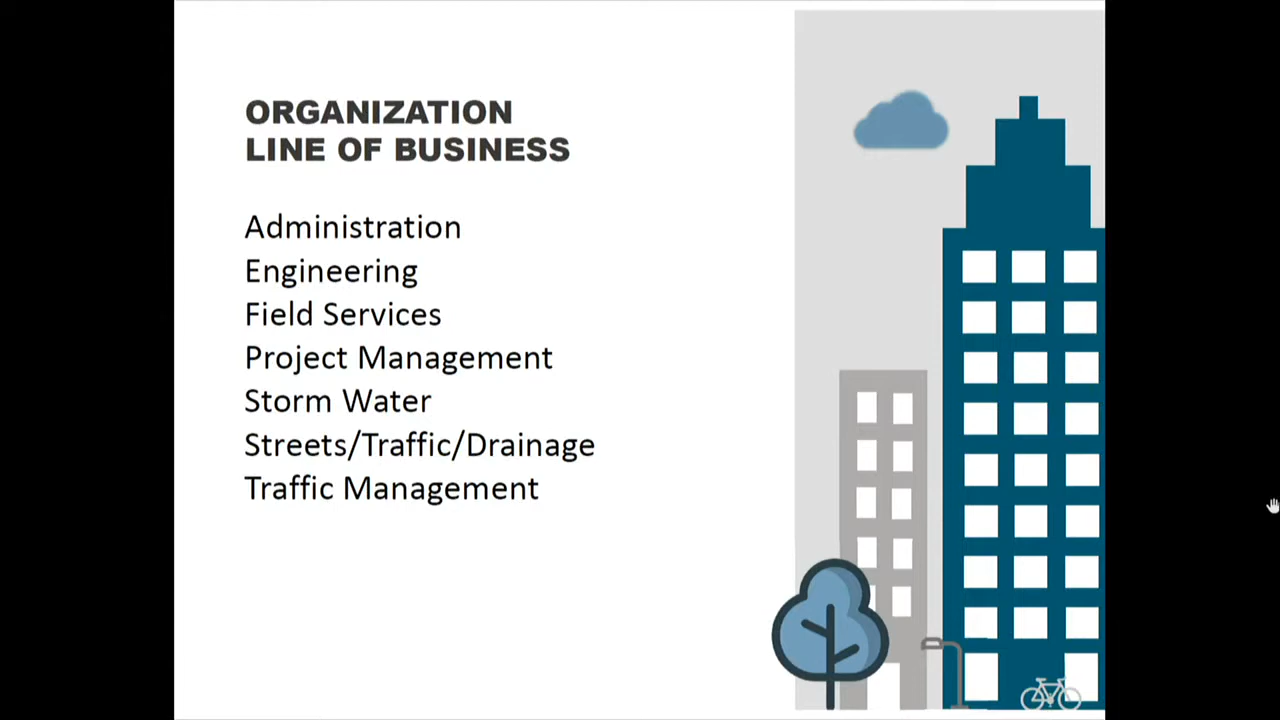 ORGANIZATION
LINE OF BUSINESS
Administration
Engineering
Field Services
Project Management
Storm Water
Streets/Traffic/Drainage
Traffic Management